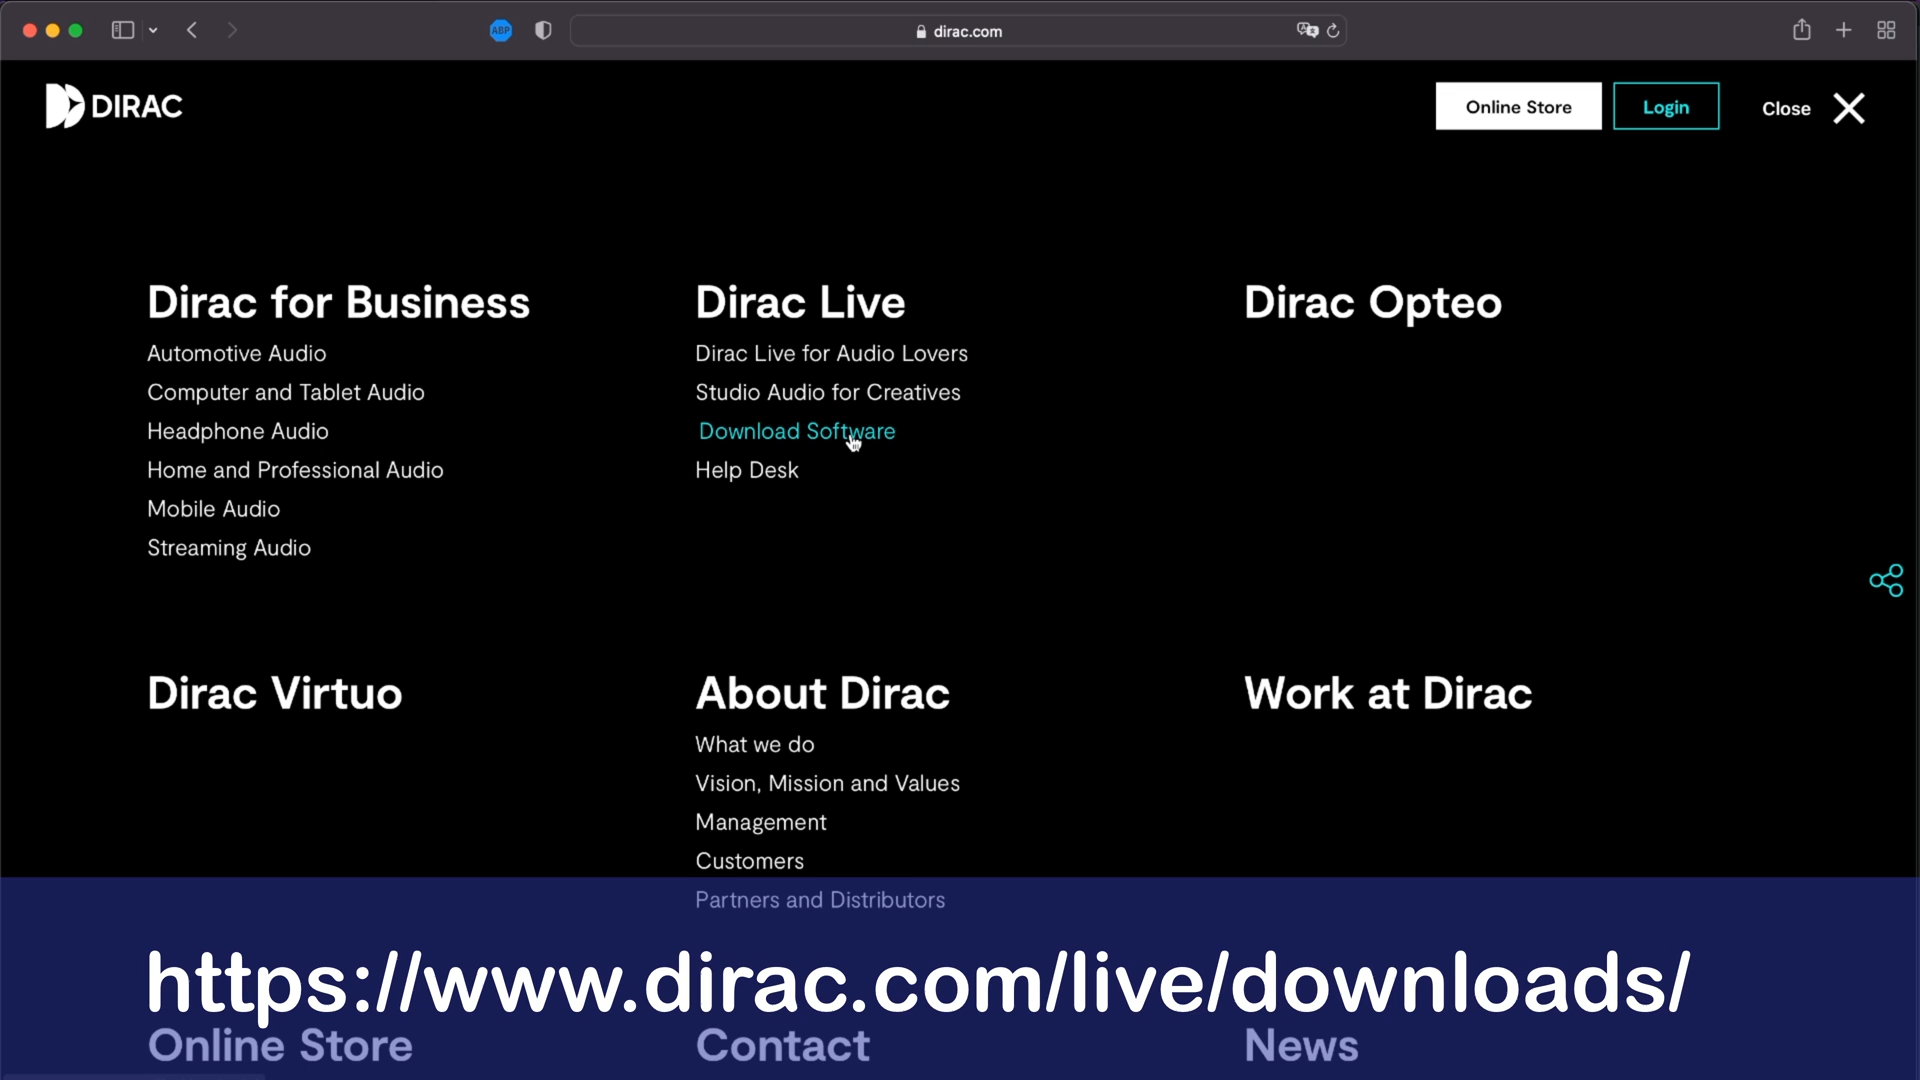 ABP
dirac.com
DIRAC
Online Store
Login
Close
Dirac for Business
Automotive Audio
Computer and Tablet Audio
Headphone Audio
Home and Professional Audio
Mobile Audio
Streaming Audio
Dirac Live
Dirac Live for Audio Lovers
Studio Audio for Creatives
Download Software
Help Desk
Dirac Opteo
Dirac Virtuo
About Dirac
What we do
Vision, Mission and Values
Management
Customers
Partners and Distributors
Work at Dirac
https://www.dirac.com/live/downloads/
Online Store
Contact
News